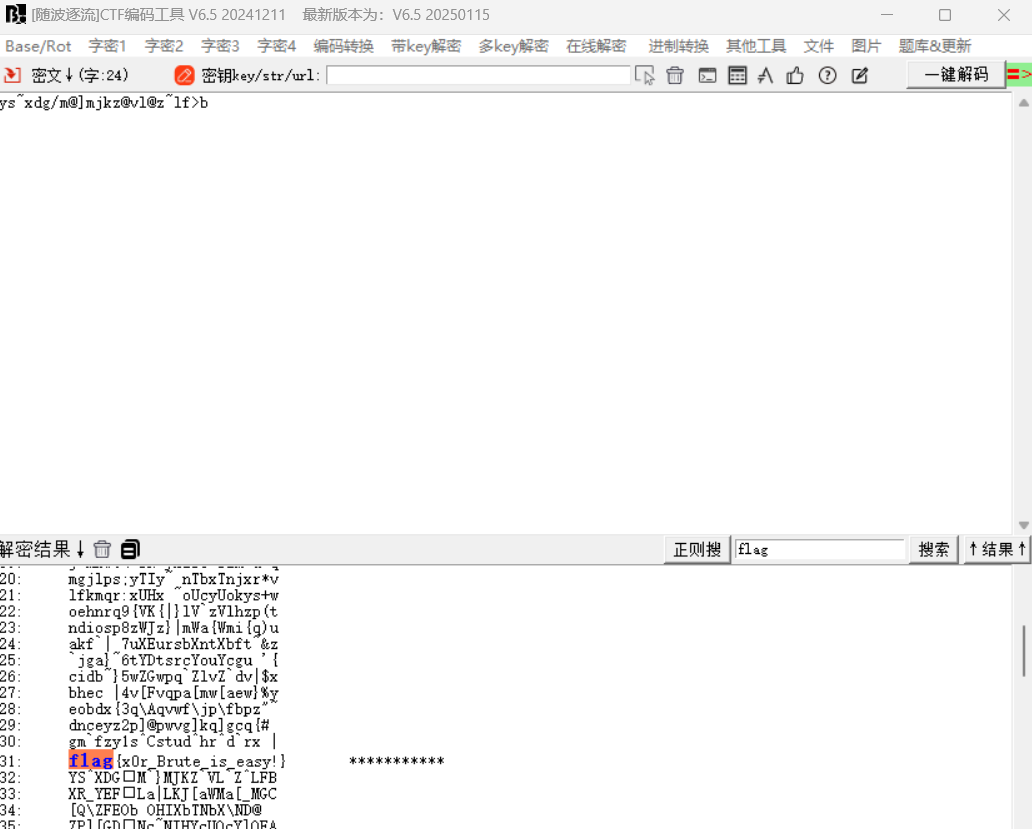 [随波逐流]CTF编码工具 V6.5 20241211 最新版本为：V6.5 20250115
Base/Rot 字密1 字密2 字密3 字密4 编码转换 带key解密 多key解密 在线解密 进制转换 其他工具 文件 图片 题库&更新
密文↓(字:24) 密钥key/str/url: 一键解码 =>
ys~xdg/m@]mjkz@vl@z~lf>b
解密结果↓ 正则搜 flag 搜索 ↑结果↑
20: mgjlps;yTIy~_nTbxTnjxr*v
21: lfkmqr:xUHx ~oUcyUokys+w
22: oehnrq9{VK{|}lV`zVlhzp(t
23: ndiosp8zWJz}|mWa{Wmi{q)u
24: akf`|_7uXEursbXntXbft~&z
25: `jga}~6tYDtsrcYouYcgu '{
26: cidb~}5wZGwpq`ZlvZ`dv|$x
27: bhec |4v[Fvqpa[mw[aew}%y
28: eobdx{3q\Aqvwf\jp\fbpz"~
29: dnceyz2p]@pwvg]kq]gcq{#
30: gm`fzy1s^Cstud^hr^d`rx |
31: flag{x0r_Brute_is_easy!} ***********
32: YS^XDG□M`}MJKZ`VL`Z^LFB
33: XR_YEF□La|LKJ[aWMa[_MGC
34: [Q\ZFEOb OHIXbTNbX\ND@